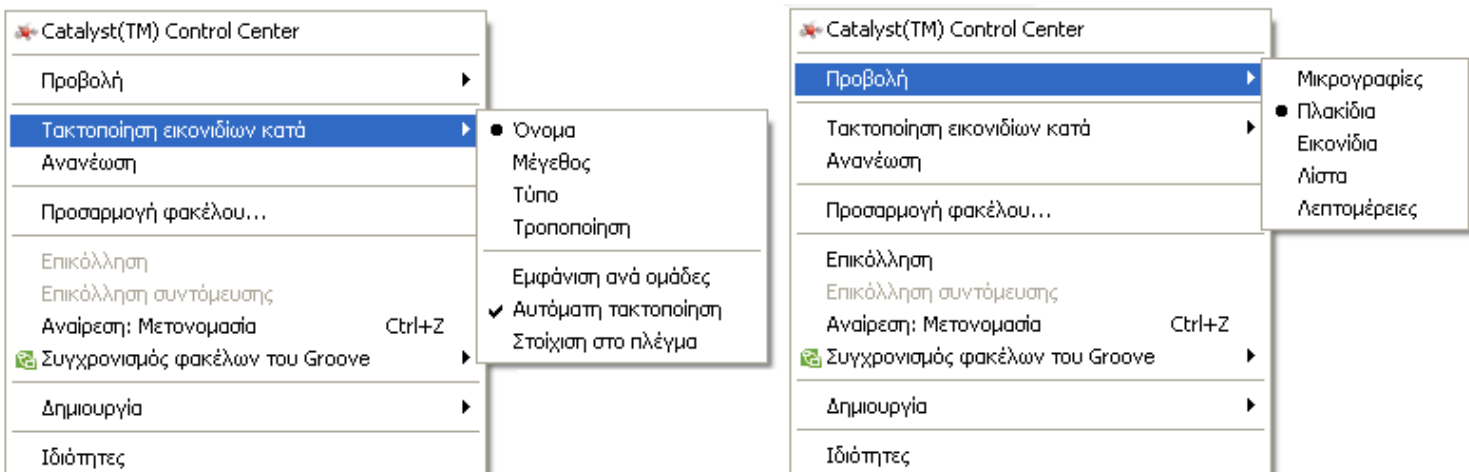 Catalyst(TM) Control Center
Προβολή
Τακτοποίηση εικονιδίων κατά
Ανανέωση
Προσαρμογή φακέλου...
Επικόλληση
Επικόλληση συντόμευσης
Αναίρεση: Μετονομασία Ctrl+Z
Συγχρονισμός φακέλων του Groove
Δημιουργία
Ιδιότητες
Όνομα
Μέγεθος
Τύπο
Τροποποίηση
Εμφάνιση ανά ομάδες
Αυτόματη τακτοποίηση
Στοίχιση στο πλέγμα
Catalyst(TM) Control Center
Προβολή
Τακτοποίηση εικονιδίων κατά
Ανανέωση
Προσαρμογή φακέλου...
Επικόλληση
Επικόλληση συντόμευσης
Αναίρεση: Μετονομασία Ctrl+Z
Συγχρονισμός φακέλων του Groove
Δημιουργία
Ιδιότητες
Μικρογραφίες
Πλακίδια
Εικονίδια
Λίστα
Λεπτομέρειες